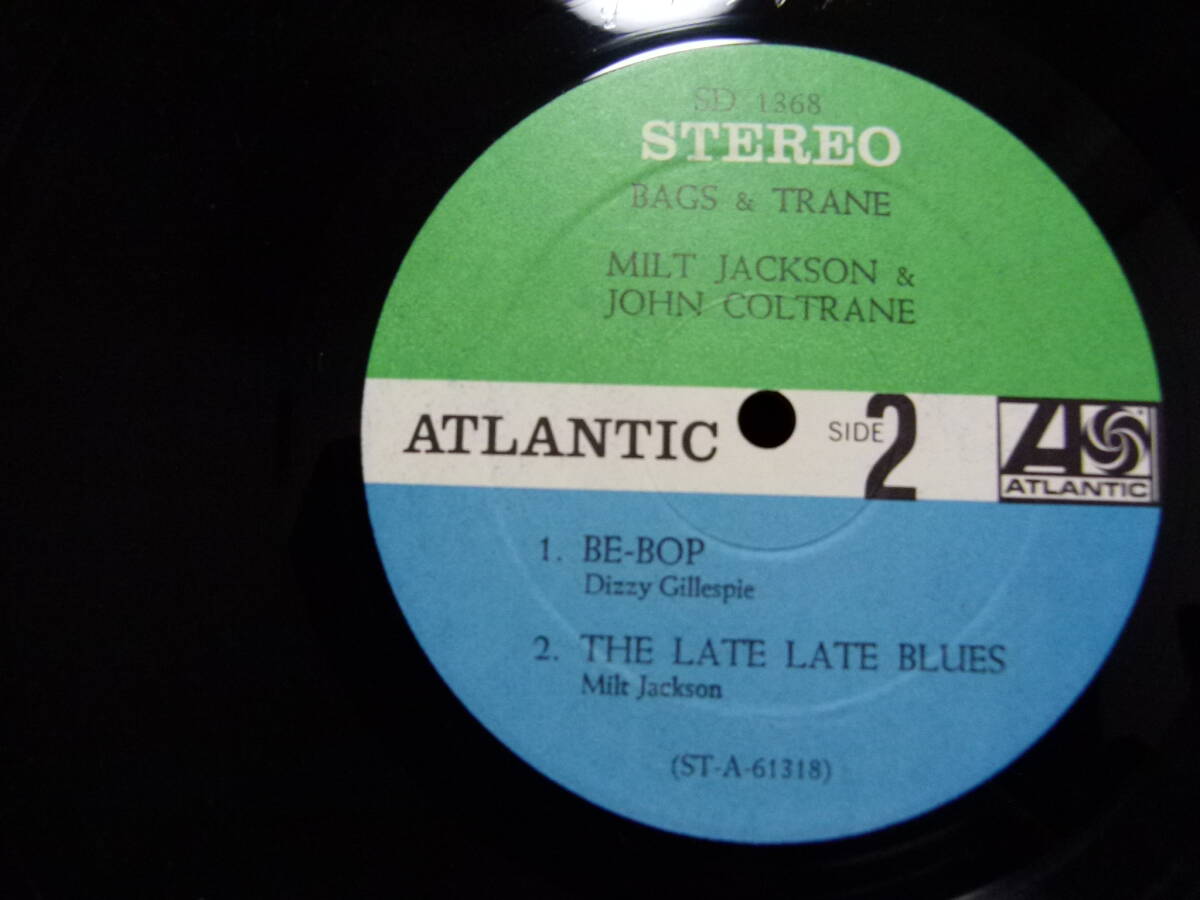 SD 1368
STEREO
BAGS & TRANE
MILT JACKSON &
JOHN COLTRANE
ATLANTIC
SIDE 2
ATLANTIC
1. BE-BOP
Dizzy Gillespie
2. THE LATE LATE BLUES
Milt Jackson
(ST-A-61318)